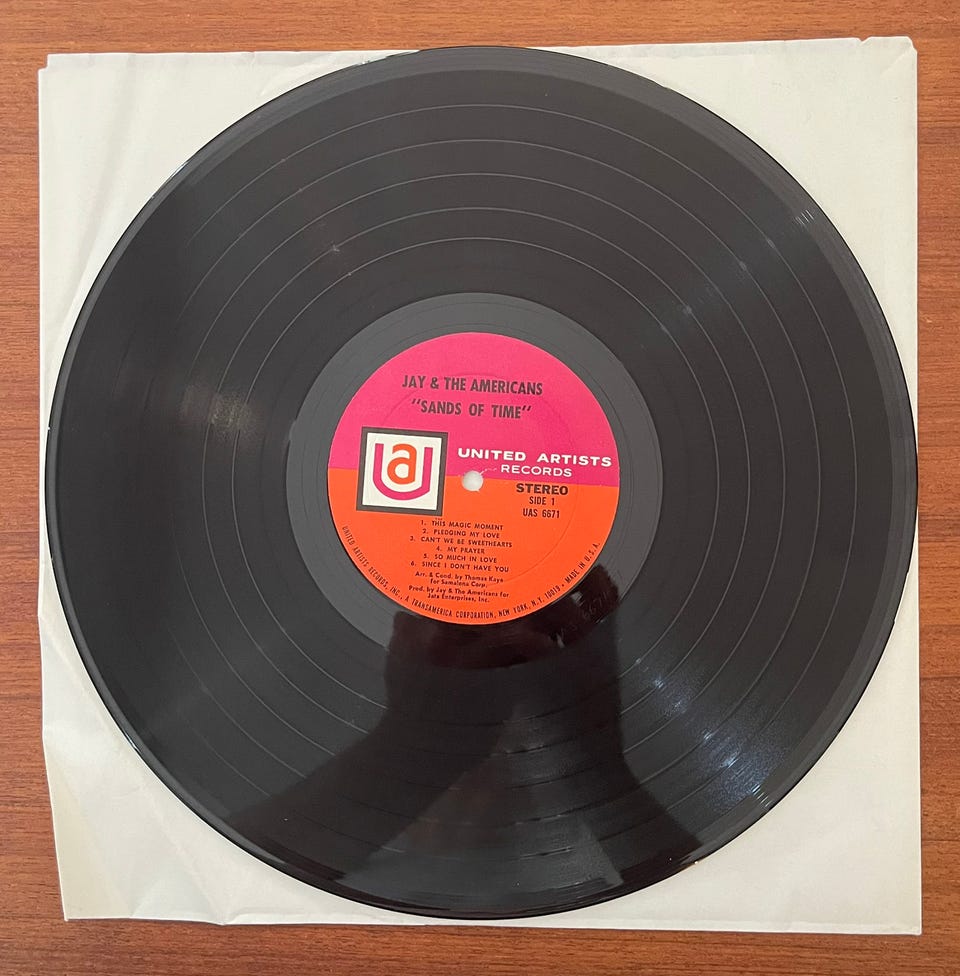 JAY & THE AMERICANS
"SANDS OF TIME"
ua
UNITED ARTISTS
RECORDS
STEREO
SIDE 1
UAS 6671
1. THIS MAGIC MOMENT
2. PLEDGING MY LOVE
3. CAN'T WE BE SWEETHEARTS
4. MY PRAYER
5. SO MUCH IN LOVE
6. SINCE I DON'T HAVE YOU
Arr. & Cond. by Thomas Kaye
for Samalena Corp.
Prod. by Jay & The Americans for
Jata Enterprises, Inc.
UNITED ARTISTS RECORDS, INC., A TRANSAMERICA CORPORATION, NEW YORK, N.Y. 10019 • MADE IN U.S.A.